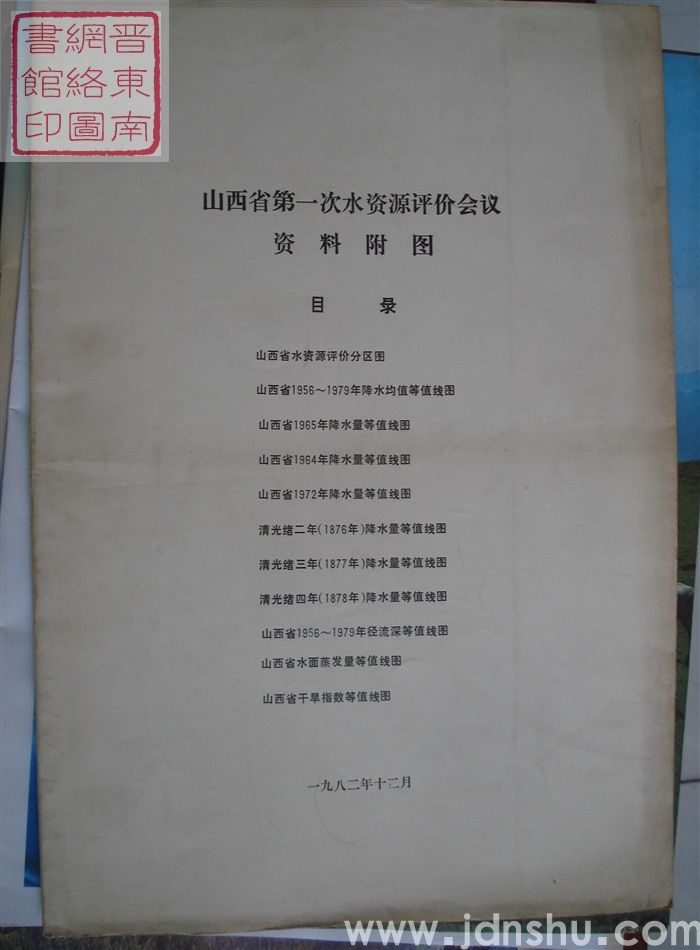 晋東南
網絡圖
書館印
山西省第一次水资源评价会议
资料附图
目录
山西省水资源评价分区图
山西省1956～1979年降水均值等值线图
山西省1965年降水量等值线图
山西省1964年降水量等值线图
山西省1972年降水量等值线图
清光绪二年(1876年)降水量等值线图
清光绪三年(1877年)降水量等值线图
清光绪四年(1878年)降水量等值线图
山西省1956～1979年径流深等值线图
山西省水面蒸发量等值线图
山西省干旱指数等值线图
一九八二年十二月
www.jdnshu.com